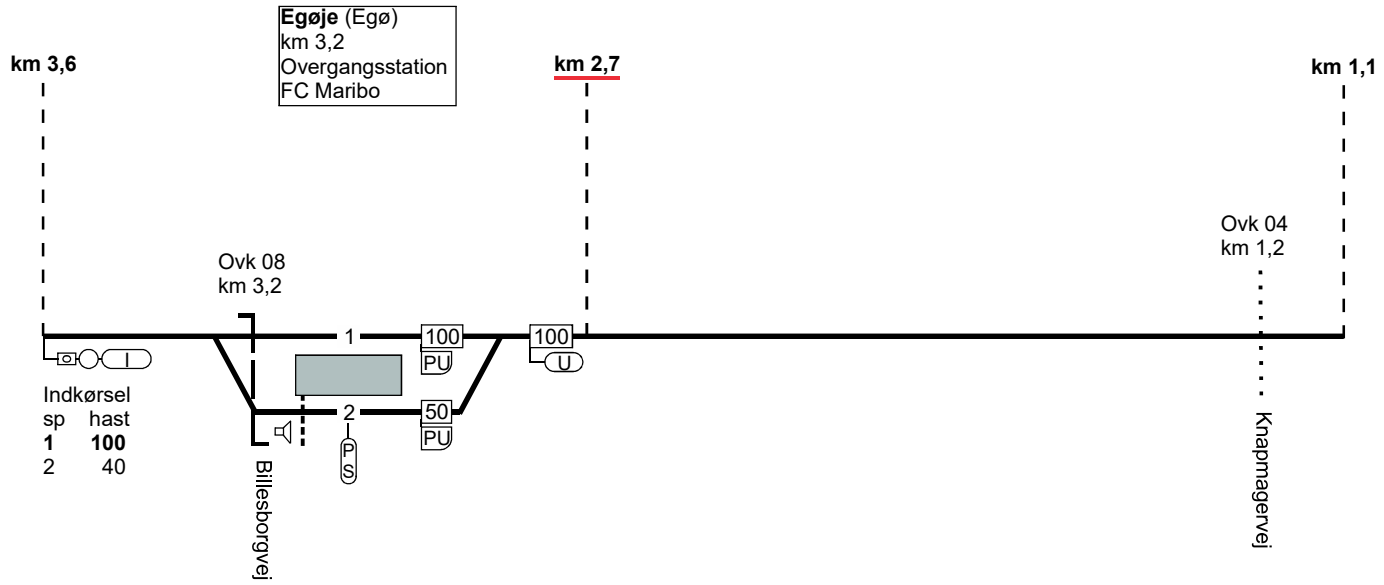 Egøje (Egø)
km 3,2
Overgangsstation
FC Maribo
km 3,6
km 2,7
km 1,1
Ovk 04
km 1,2
Ovk 08
km 3,2
1
100
100
I
PU
U
Indkørsel
sp hast
1 100
2 40
2
50
PU
P
S
Billesborgvej
Knapmagervej